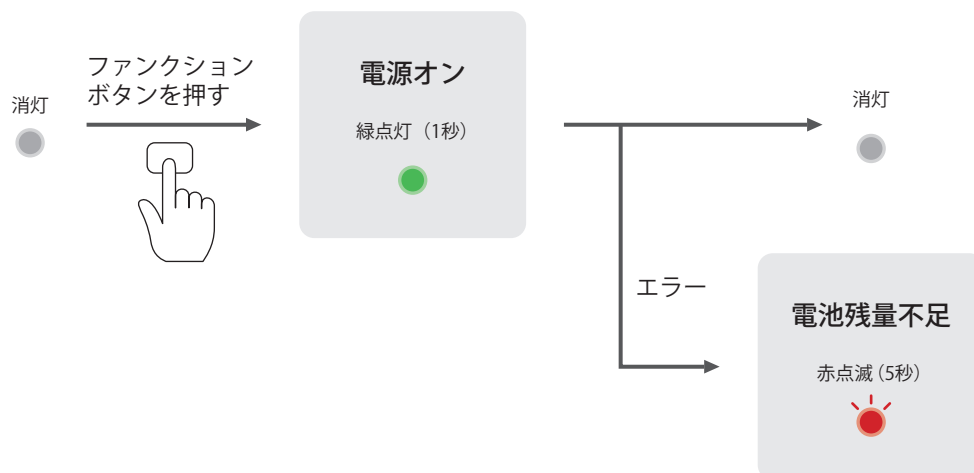 消灯
ファンクション
ボタンを押す
電源オン
緑点灯（1秒）
消灯
エラー
電池残量不足
赤点滅（5秒）